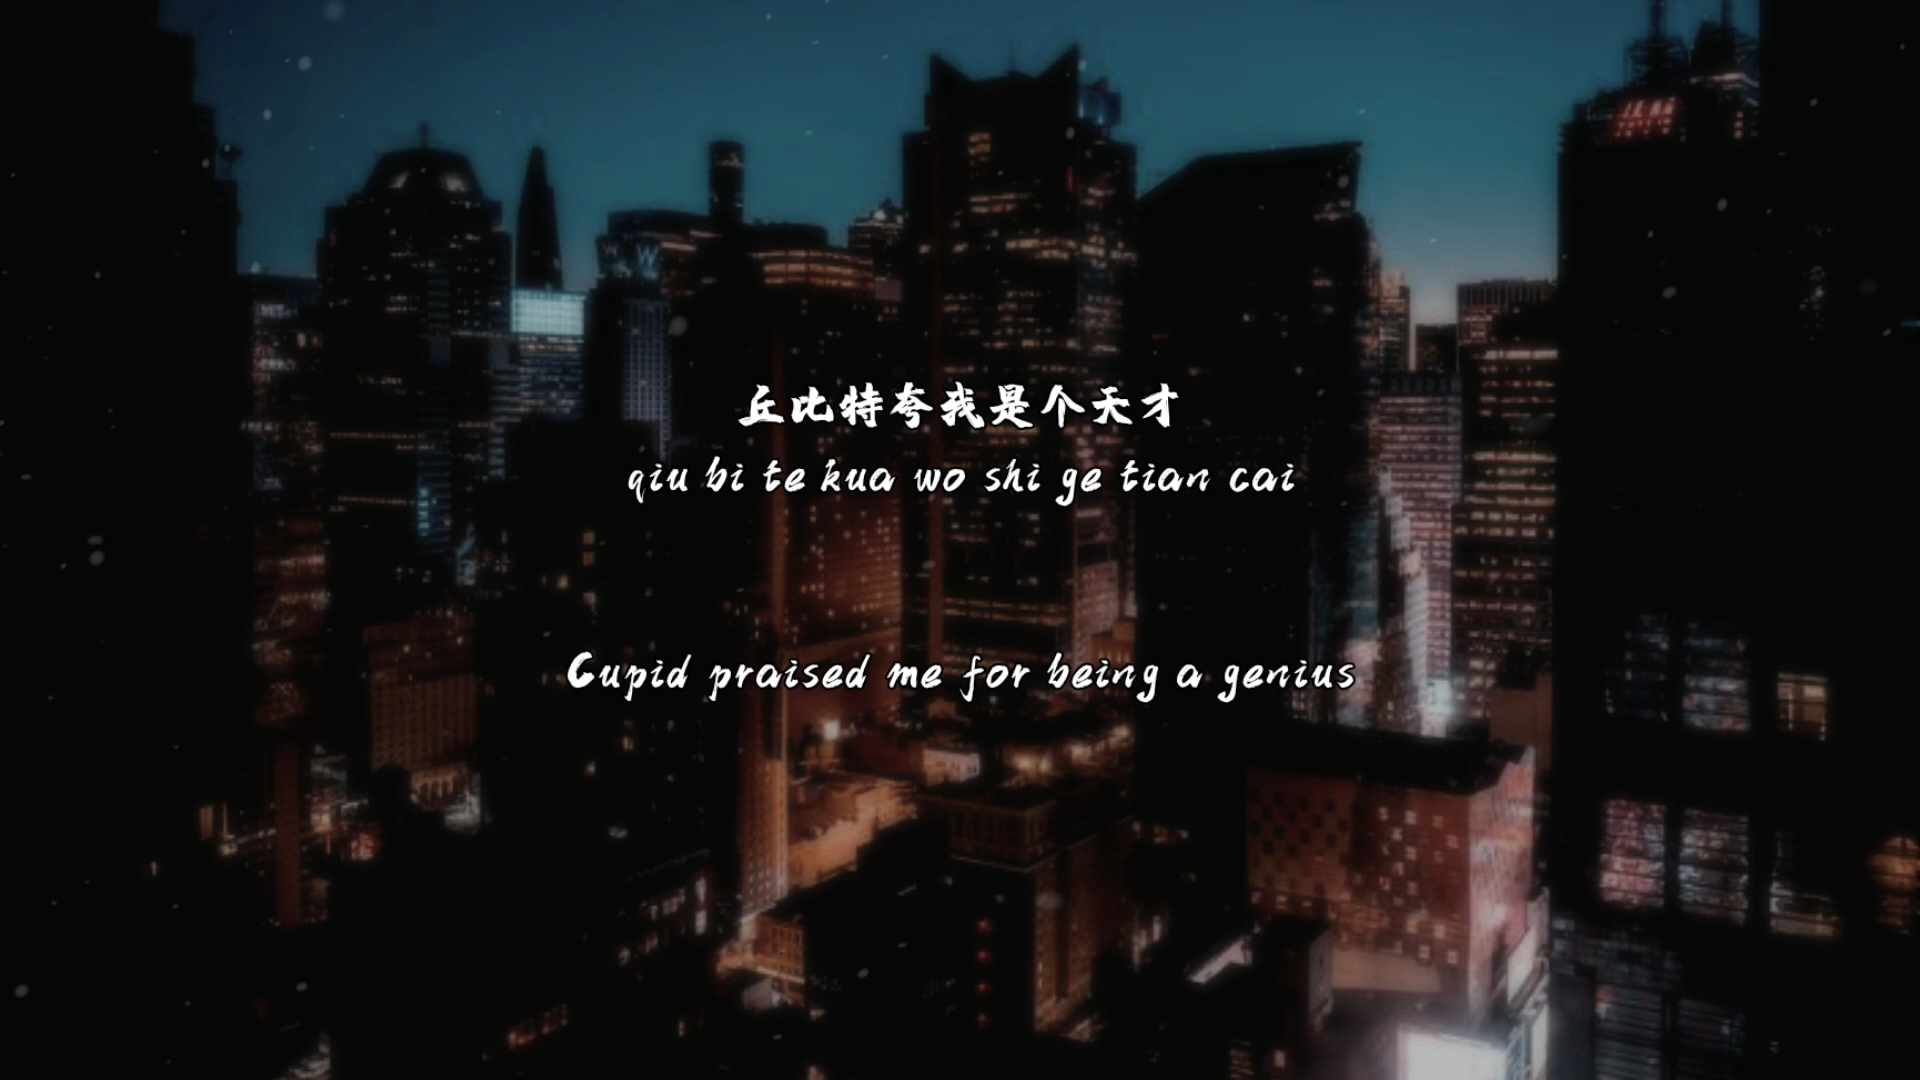 丘比特夸我是个天才
qiu bi te kua wo shi ge tian cai
Cupid praised me for being a genius